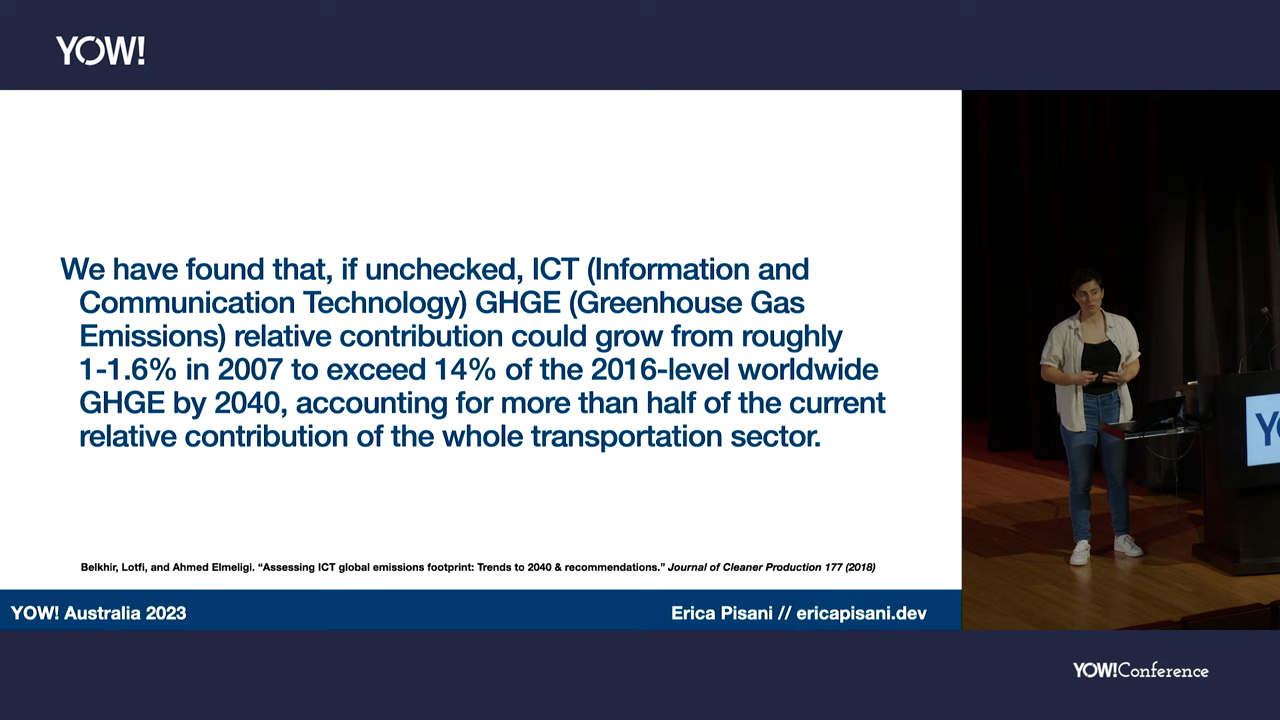 YOW!
We have found that, if unchecked, ICT (Information and
Communication Technology) GHGE (Greenhouse Gas
Emissions) relative contribution could grow from roughly
1-1.6% in 2007 to exceed 14% of the 2016-level worldwide
GHGE by 2040, accounting for more than half of the current
relative contribution of the whole transportation sector.
Belkhir, Lotfi, and Ahmed Elmeligi. “Assessing ICT global emissions footprint: Trends to 2040 & recommendations.” Journal of Cleaner Production 177 (2018)
YOW! Australia 2023
Erica Pisani // ericapisani.dev
YOW!Conference